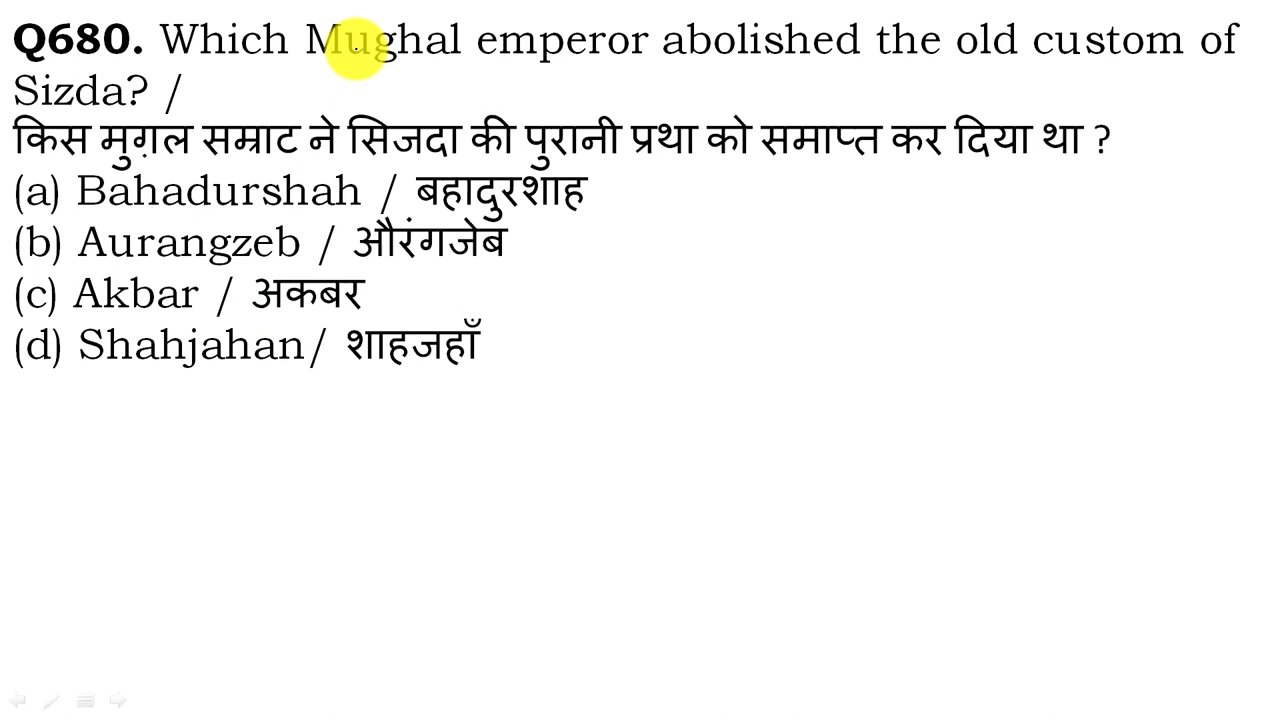 Q680. Which Mughal emperor abolished the old custom of
Sizda? /
किस मुग़ल सम्राट ने सिजदा की पुरानी प्रथा को समाप्त कर दिया था ?
(a) Bahadurshah / बहादुरशाह
(b) Aurangzeb / औरंगजेब
(c) Akbar / अकबर
(d) Shahjahan/ शाहजहाँ